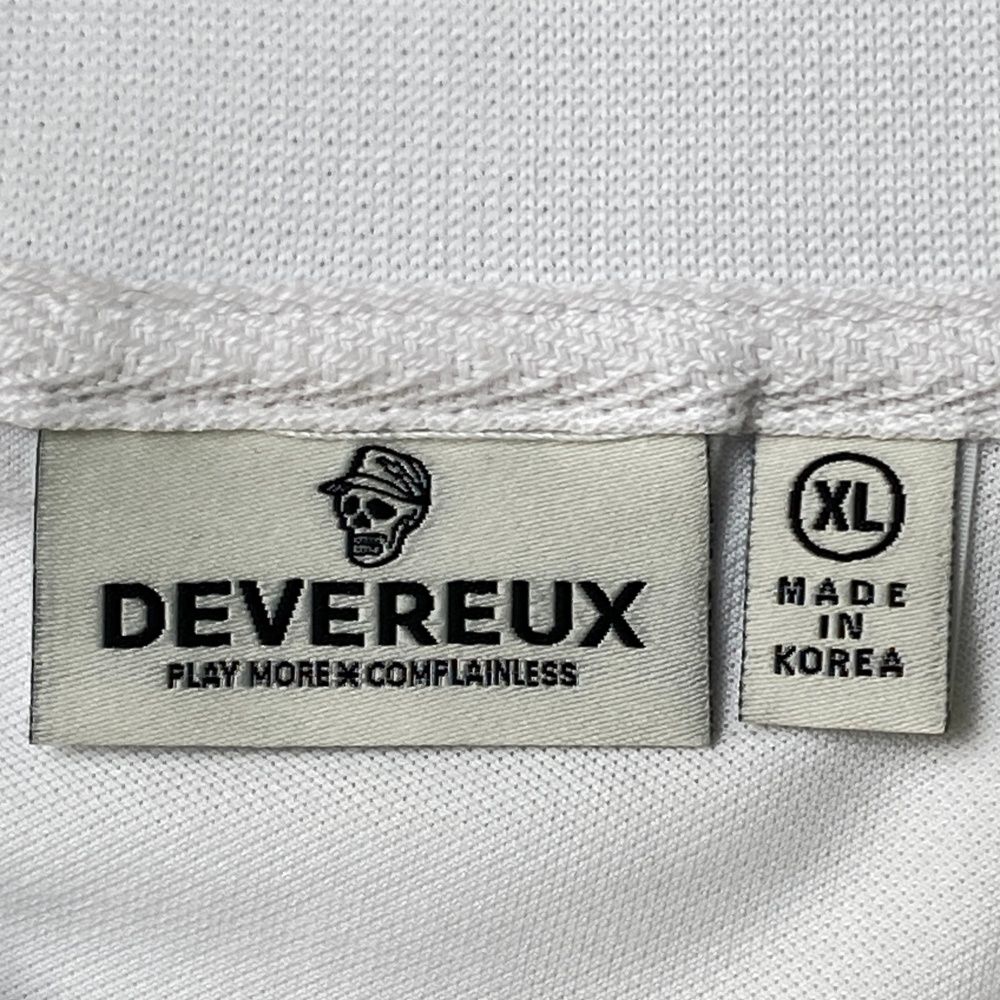 DEVEREUX
PLAY MORE✳COMPLAINLESS
XL
MADE
IN
KOREA